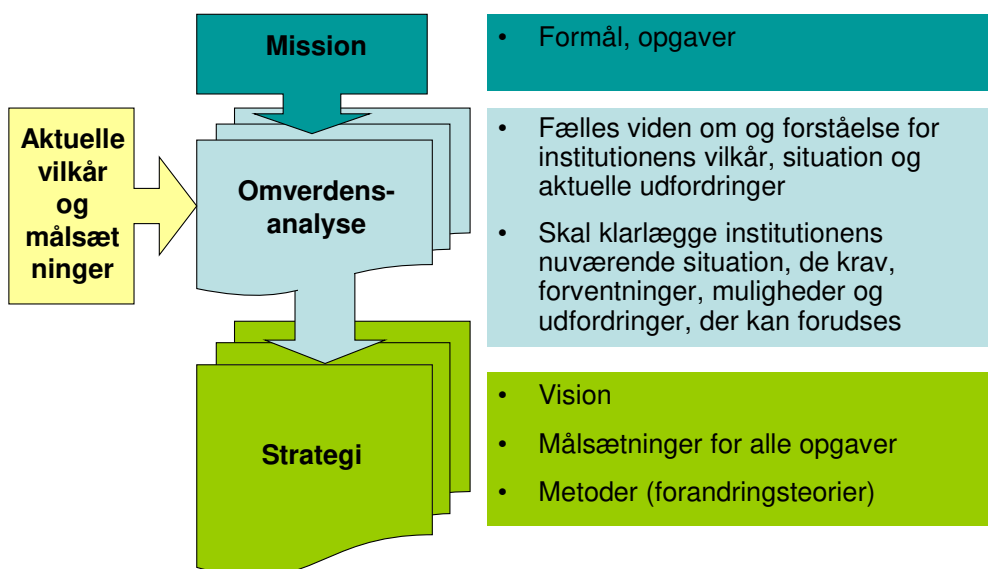 Mission
• Formål, opgaver
Aktuelle
vilkår
og
målsæt
ninger
Omverdens-
analyse
• Fælles viden om og forståelse for
institutionens vilkår, situation og
aktuelle udfordringer
• Skal klarlægge institutionens
nuværende situation, de krav,
forventninger, muligheder og
udfordringer, der kan forudses
Strategi
• Vision
• Målsætninger for alle opgaver
• Metoder (forandringsteorier)